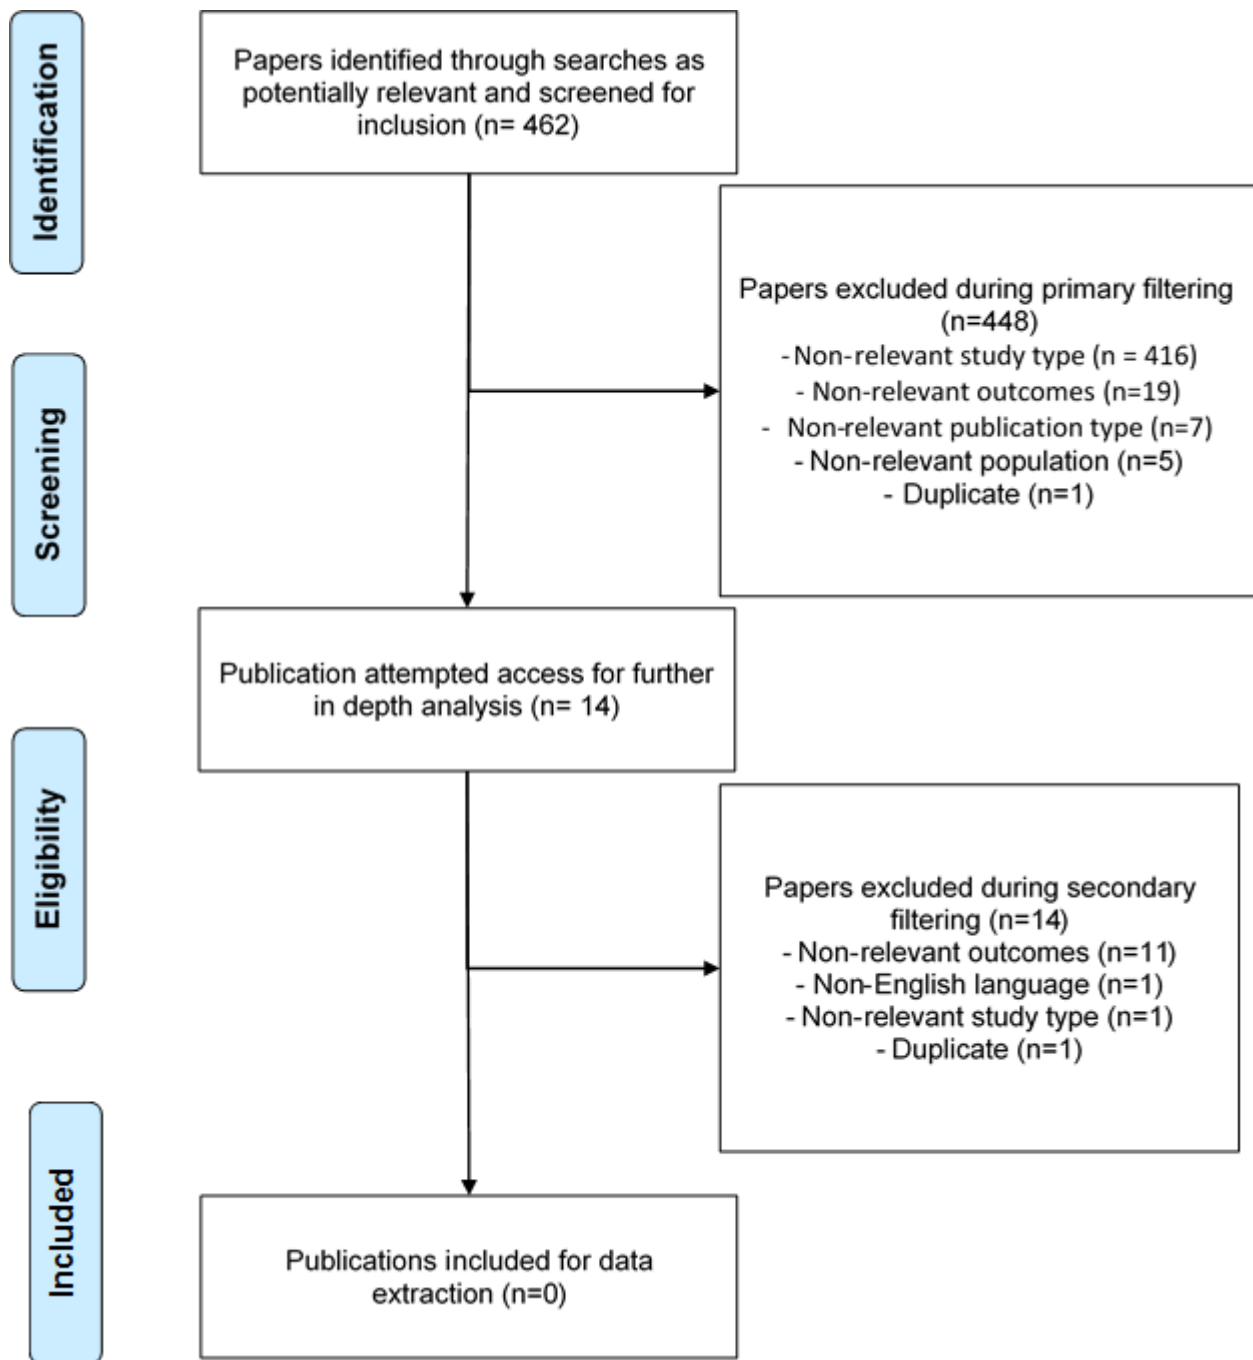 Identification
Papers identified through searches as
potentially relevant and screened for
inclusion (n= 462)
Papers excluded during primary filtering
(n=448)
-Non-relevant study type (n = 416)
- Non-relevant outcomes (n=19)
- Non-relevant publication type (n=7)
- Non-relevant population (n=5)
- Duplicate (n=1)
Screening
Publication attempted access for further
in depth analysis (n= 14)
Eligibility
Papers excluded during secondary
filtering (n=14)
- Non-relevant outcomes (n=11)
- Non-English language (n=1)
- Non-relevant study type (n=1)
- Duplicate (n=1)
Included
Publications included for data
extraction (n=0)